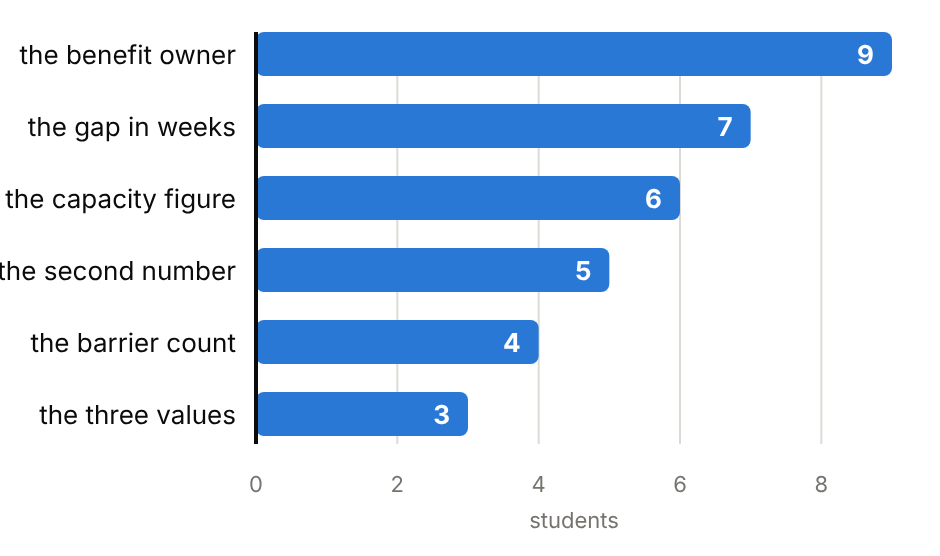 the benefit owner 9
the gap in weeks 7
the capacity figure 6
the second number 5
the barrier count 4
the three values 3
0 2 4 6 8
students